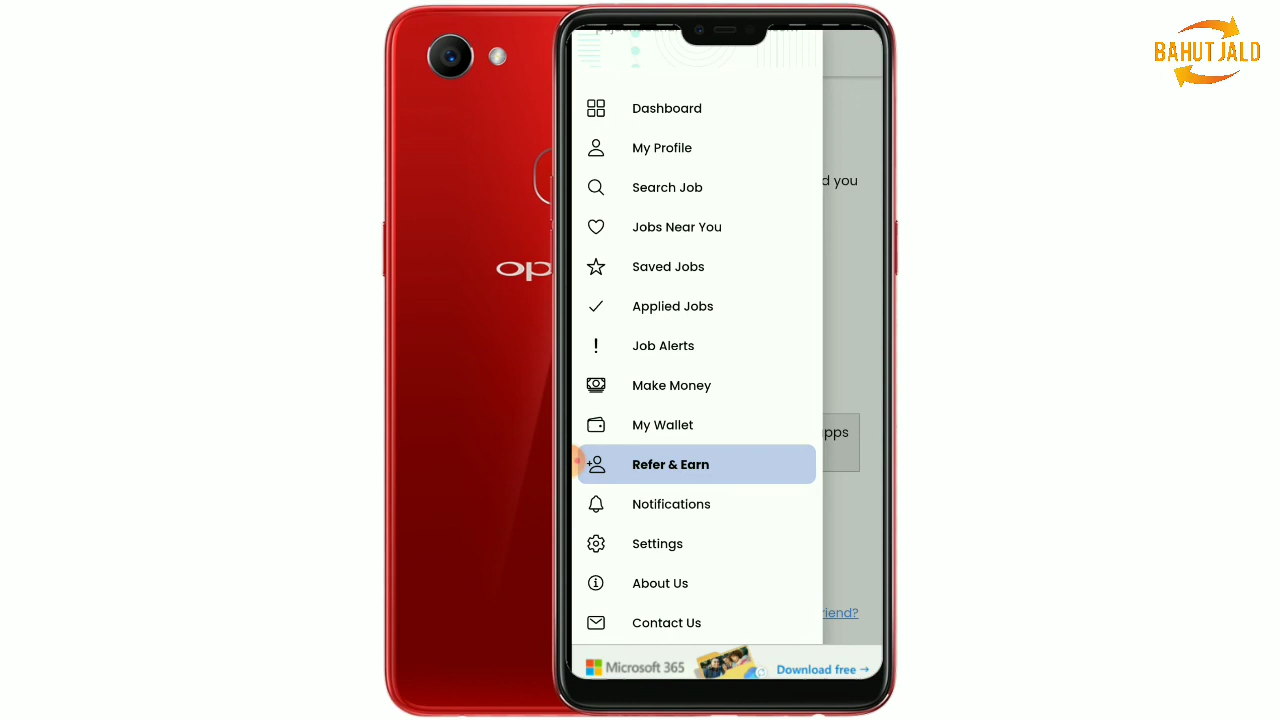 BAHUT JALD
Dashboard
My Profile
Search Job
d you
Jobs Near You
Saved Jobs
Applied Jobs
Job Alerts
Make Money
My Wallet
pps
Refer & Earn
Notifications
Settings
About Us
riend?
Contact Us
Microsoft 365
Download free →
op